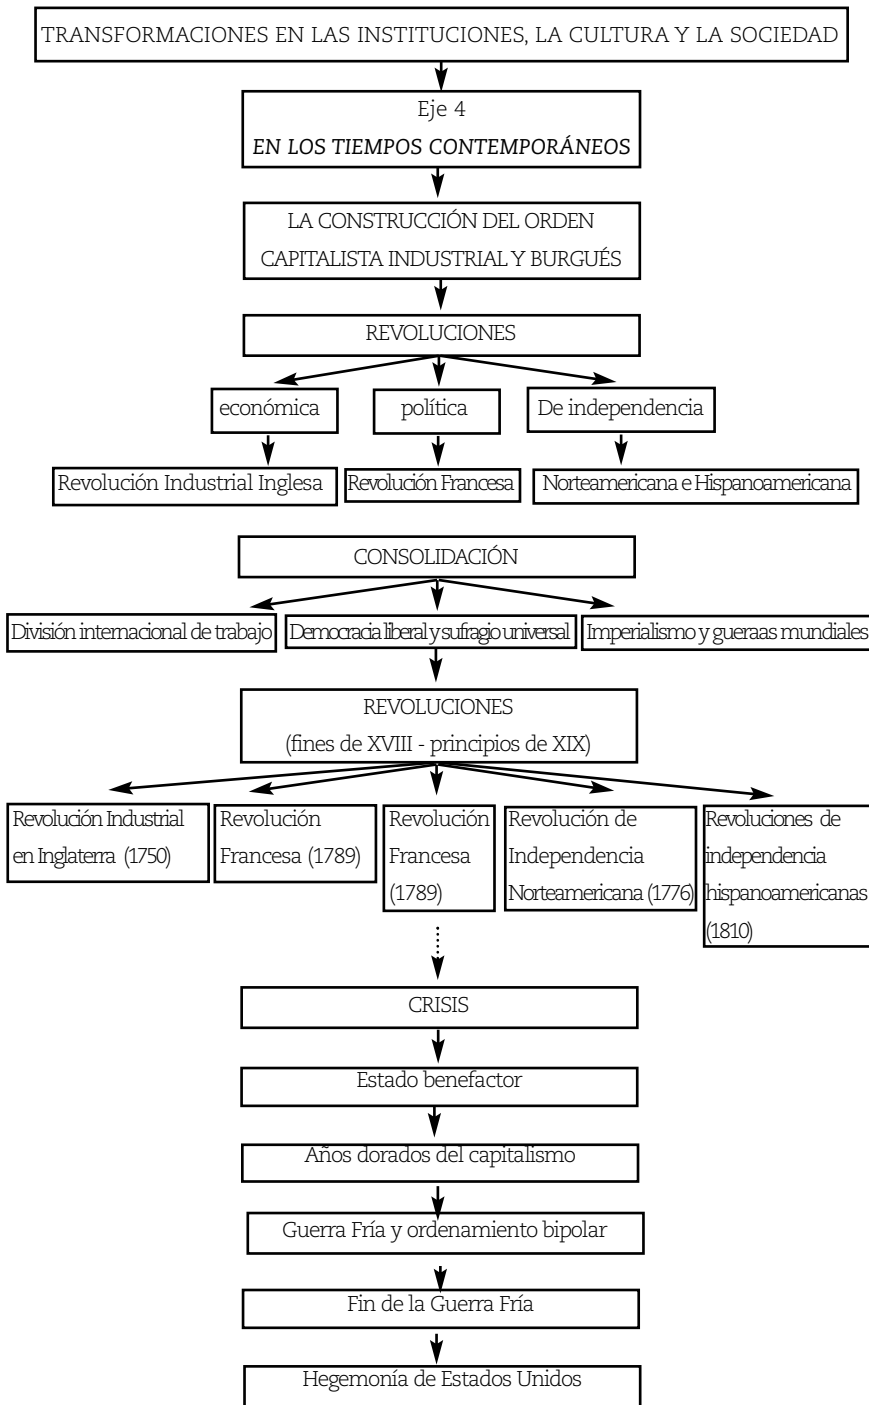 TRANSFORMACIONES EN LAS INSTITUCIONES, LA CULTURA Y LA SOCIEDAD
Eje 4
EN LOS TIEMPOS CONTEMPORÁNEOS
LA CONSTRUCCIÓN DEL ORDEN
CAPITALISTA INDUSTRIAL Y BURGUÉS
REVOLUCIONES
económica
política
De independencia
Revolución Industrial Inglesa
Revolución Francesa
Norteamericana e Hispanoamericana
CONSOLIDACIÓN
División internacional de trabajo
Democracia liberal y sufragio universal
Imperialismo y gueraas mundiales
REVOLUCIONES
(fines de XVIII - principios de XIX)
Revolución Industrial
en Inglaterra (1750)
Revolución
Francesa (1789)
Revolución
Francesa
(1789)
Revolución de
Independencia
Norteamericana (1776)
Revoluciones de
independencia
hispanoamericanas
(1810)
CRISIS
Estado benefactor
Años dorados del capitalismo
Guerra Fría y ordenamiento bipolar
Fin de la Guerra Fría
Hegemonía de Estados Unidos